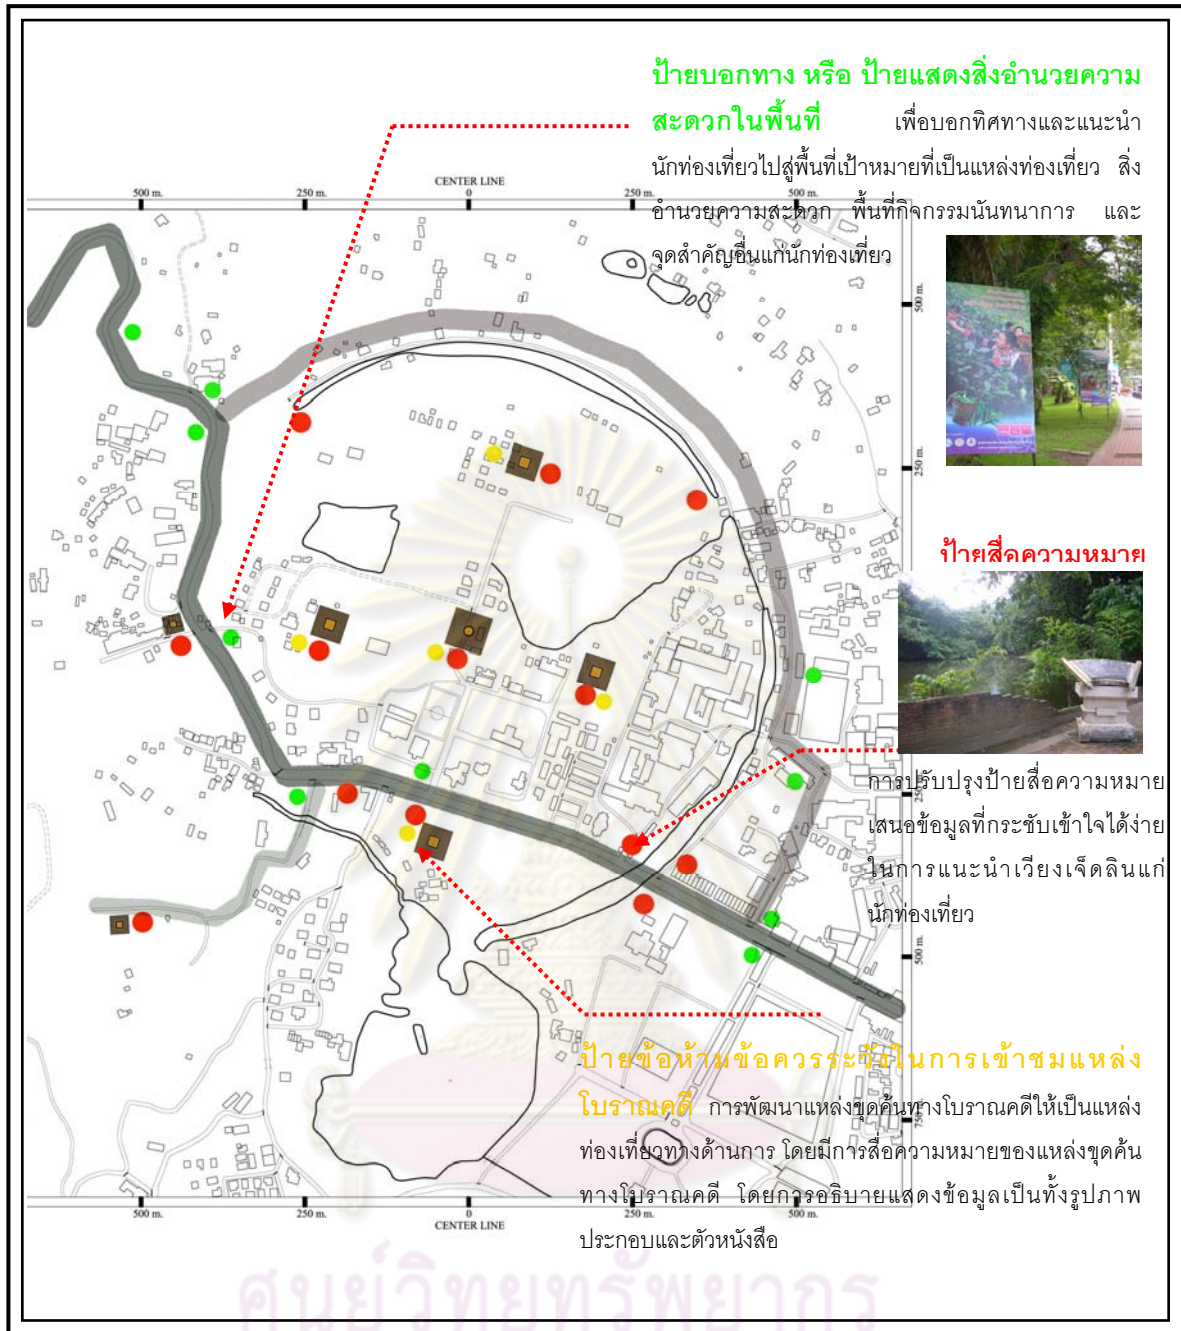 ป้ายบอกทาง หรือ ป้ายแสดงสิ่งอำนวยความ
สะดวกในพื้นที่ เพื่อบอกทิศทางและแนะนำ
นักท่องเที่ยวไปสู่พื้นที่เป้าหมายที่เป็นแหล่งท่องเที่ยว สิ่ง
อำนวยความสะดวก พื้นที่กิจกรรมนันทนาการ และ
จุดสำคัญอื่นแก่นักท่องเที่ยว
CENTER LINE
500 m. 250 m. 0 250 m. 500 m.
500 m.
250 m.
ป้ายสื่อความหมาย
การปรับปรุงป้ายสื่อความหมาย
เสนอข้อมูลที่กระชับเข้าใจได้ง่าย
ในการแนะนำเวียงเจ็ดลินแก่
นักท่องเที่ยว
250 m.
500 m.
750 m.
ป้ายข้อห้ามข้อควรระวังในการเข้าชมแหล่ง
โบราณคดี การพัฒนาแหล่งขุดค้นทางโบราณคดีให้เป็นแหล่ง
ท่องเที่ยวทางด้านการ โดยมีการสื่อความหมายของแหล่งขุดค้น
ทางโบราณคดี โดยการอธิบายแสดงข้อมูลเป็นทั้งรูปภาพ
ประกอบและตัวหนังสือ
500 m. 250 m. 0 250 m. 500 m.
CENTER LINE
ศูนย์วิทยทรัพยากร